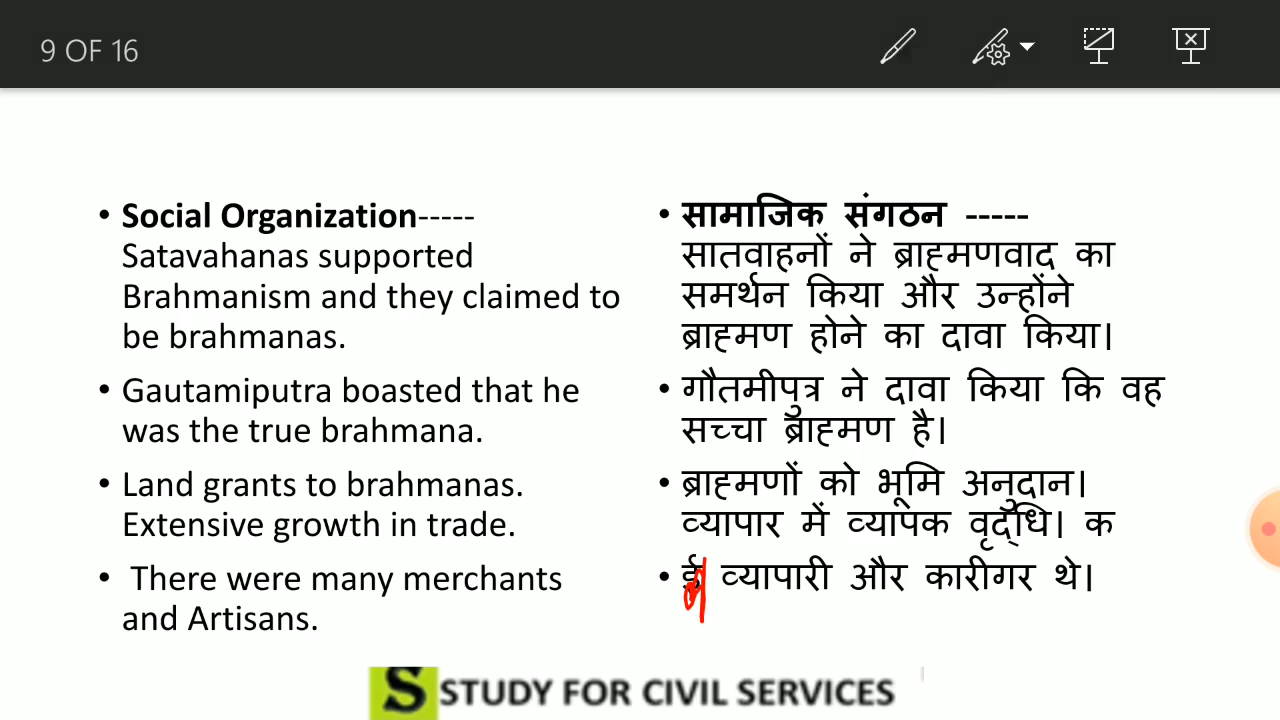 9 OF 16
• Social Organization-----
Satavahanas supported
Brahmanism and they claimed to
be brahmanas.
• Gautamiputra boasted that he
was the true brahmana.
• Land grants to brahmanas.
Extensive growth in trade.
• There were many merchants
and Artisans.
• सामाजिक संगठन -----
सातवाहनों ने ब्राह्मणवाद का
समर्थन किया और उन्होंने
ब्राह्मण होने का दावा किया।
• गौतमीपुत्र ने दावा किया कि वह
सच्चा ब्राह्मण है।
• ब्राह्मणों को भूमि अनुदान।
व्यापार में व्यापक वृद्धि। क
• ई व्यापारी और कारीगर थे।
S STUDY FOR CIVIL SERVICES